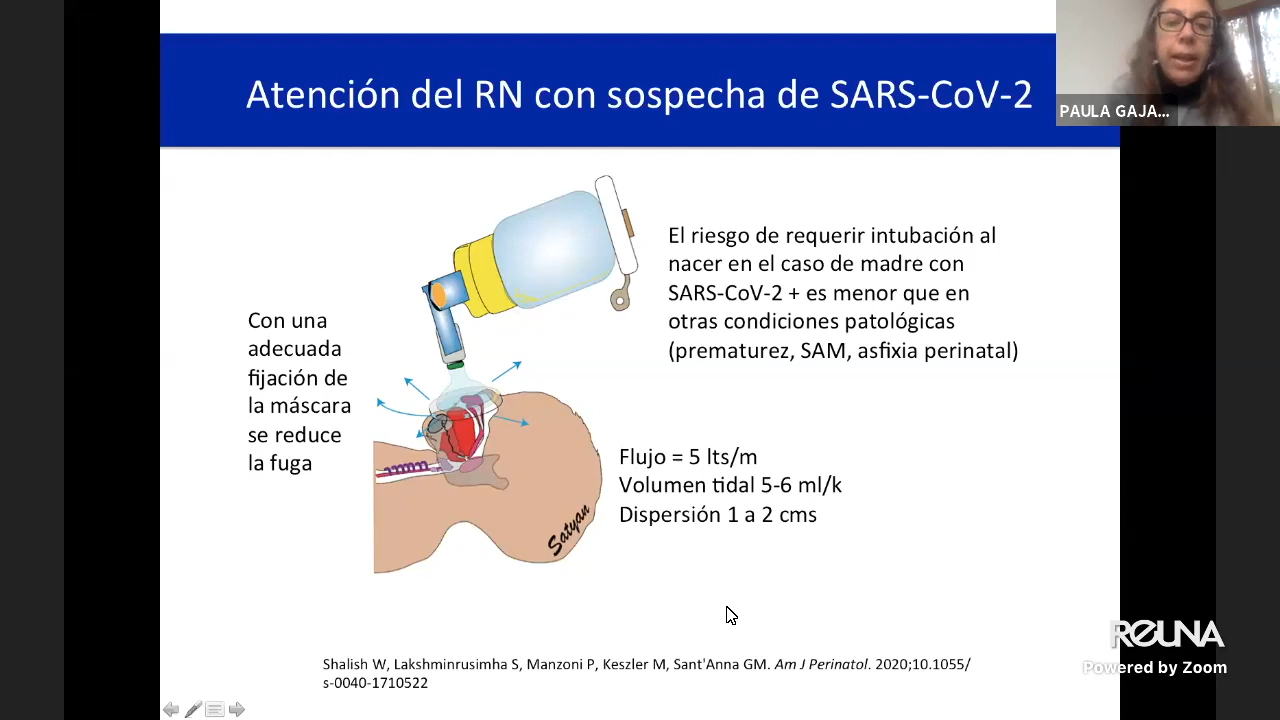 Atención del RN con sospecha de SARS-CoV-2
PAULA GAJA...
El riesgo de requerir intubación al
nacer en el caso de madre con
SARS-CoV-2 + es menor que en
otras condiciones patológicas
(prematurez, SAM, asfixia perinatal)
Con una
adecuada
fijación de
la máscara
se reduce
la fuga
Flujo = 5 lts/m
Volumen tidal 5-6 ml/k
Dispersión 1 a 2 cms
Satyan
Shalish W, Lakshminrusimha S, Manzoni P, Keszler M, Sant'Anna GM. Am J Perinatol. 2020;10.1055/
s-0040-1710522
REUNA
Powered by Zoom